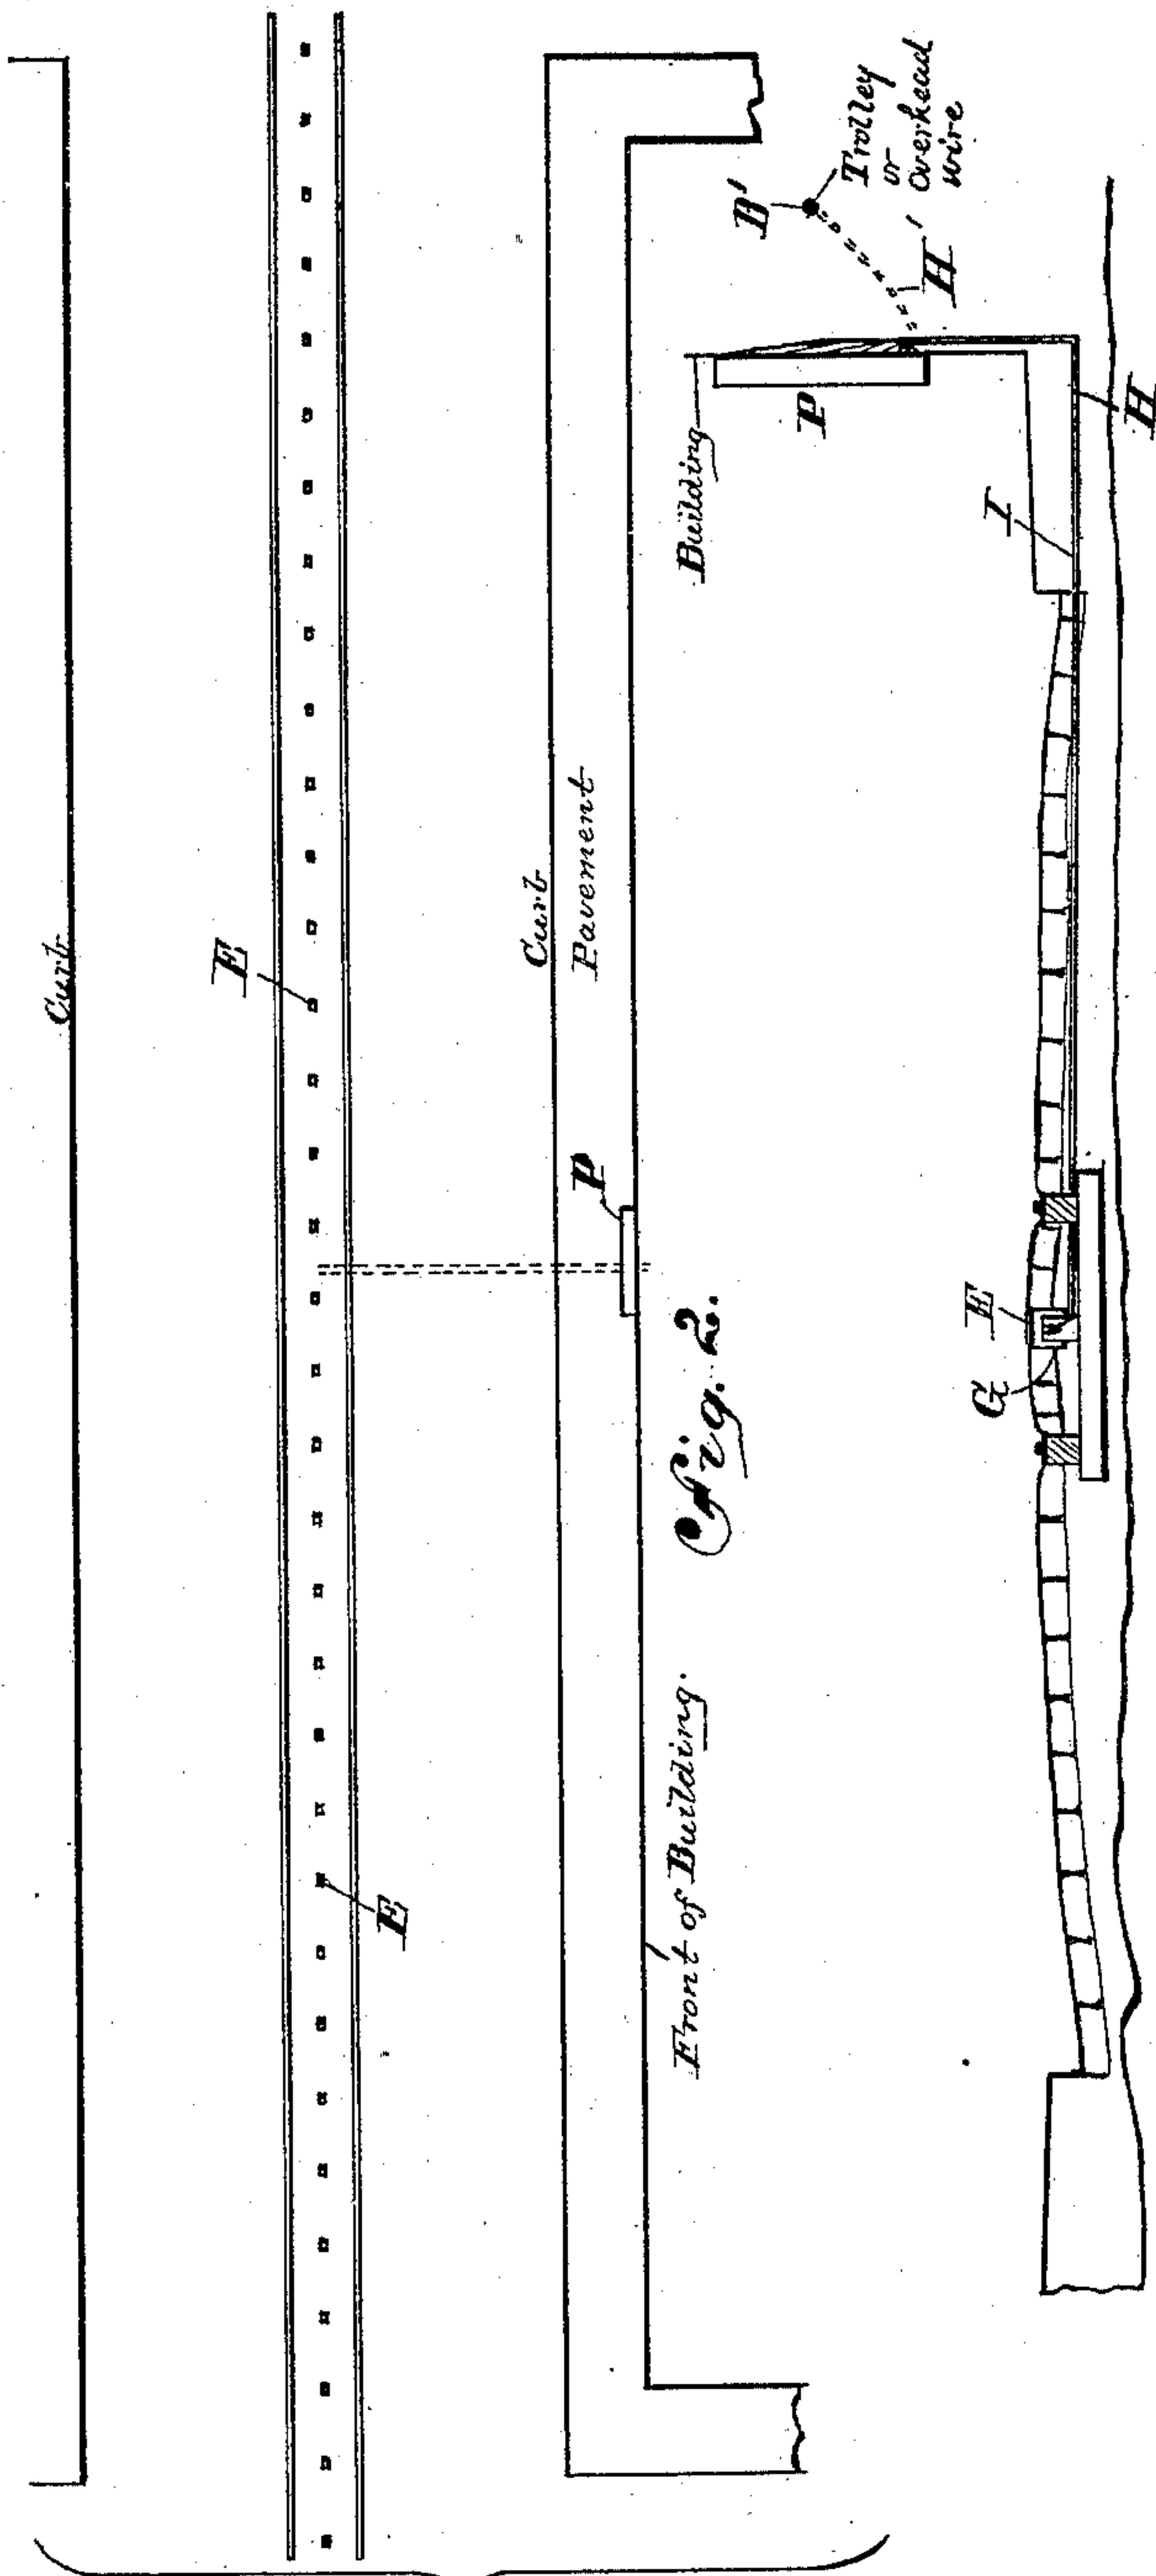 Curb
E
E
Curb
Pavement
P
Front of Building.
Fig. 2.
Building
P
B'
Trolley
or
Overhead
wire
H'
G
E
I
H